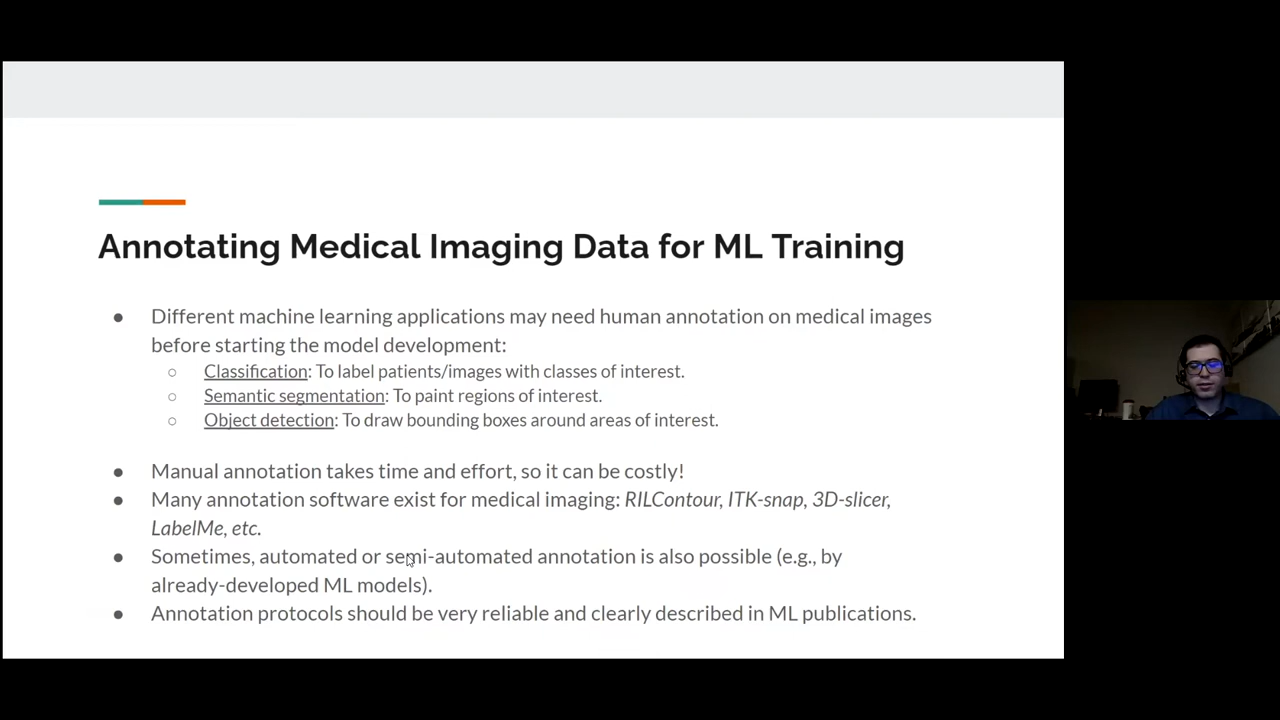 Annotating Medical Imaging Data for ML Training
● Different machine learning applications may need human annotation on medical images
before starting the model development:
○ Classification: To label patients/images with classes of interest.
○ Semantic segmentation: To paint regions of interest.
○ Object detection: To draw bounding boxes around areas of interest.
● Manual annotation takes time and effort, so it can be costly!
● Many annotation software exist for medical imaging: RILContour, ITK-snap, 3D-slicer,
LabelMe, etc.
● Sometimes, automated or semi-automated annotation is also possible (e.g., by
already-developed ML models).
● Annotation protocols should be very reliable and clearly described in ML publications.